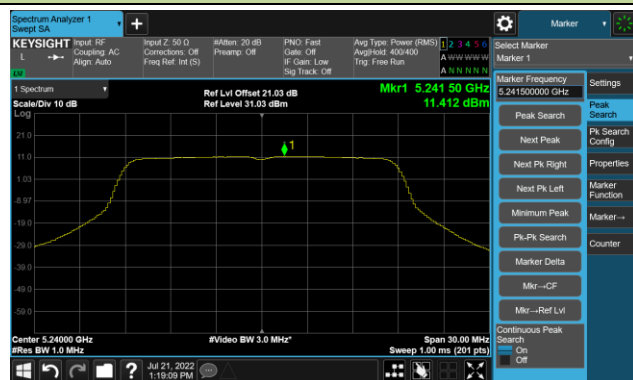 Spectrum Analyzer 1
Swept SA
+
KEYSIGHT
L
LXI
Input: RF
Coupling: AC
Align: Auto
Input Z: 50 Ω
Corrections: Off
Freq Ref: Int (S)
#Atten: 20 dB
Preamp: Off
PNO: Fast
Gate: Off
IF Gain: Low
Sig Track: Off
Avg Type: Power (RMS)
Avg|Hold: 400/400
Trig: Free Run
1 2 3 4 5 6
A W W W W W
A N N N N N
1 Spectrum
Scale/Div 10 dB
Log
Ref Lvl Offset 21.03 dB
Ref Level 31.03 dBm
Mkr1 5.241 50 GHz
11.412 dBm
21.0
11.0
1.03
-8.97
-19.0
-29.0
-39.0
-49.0
-59.0
1
Center 5.24000 GHz
#Res BW 1.0 MHz
#Video BW 3.0 MHz*
Span 30.00 MHz
Sweep 1.00 ms (201 pts)
?
Jul 21, 2022
1:19:09 PM
Marker
Select Marker
Marker 1
Marker Frequency
5.241500000 GHz
Peak Search
Next Peak
Next Pk Right
Next Pk Left
Minimum Peak
Pk-Pk Search
Marker Delta
Mkr→CF
Mkr→Ref Lvl
Continuous Peak
Search
On
Off
Settings
Peak
Search
Pk Search
Config
Properties
Marker
Function
Marker→
Counter